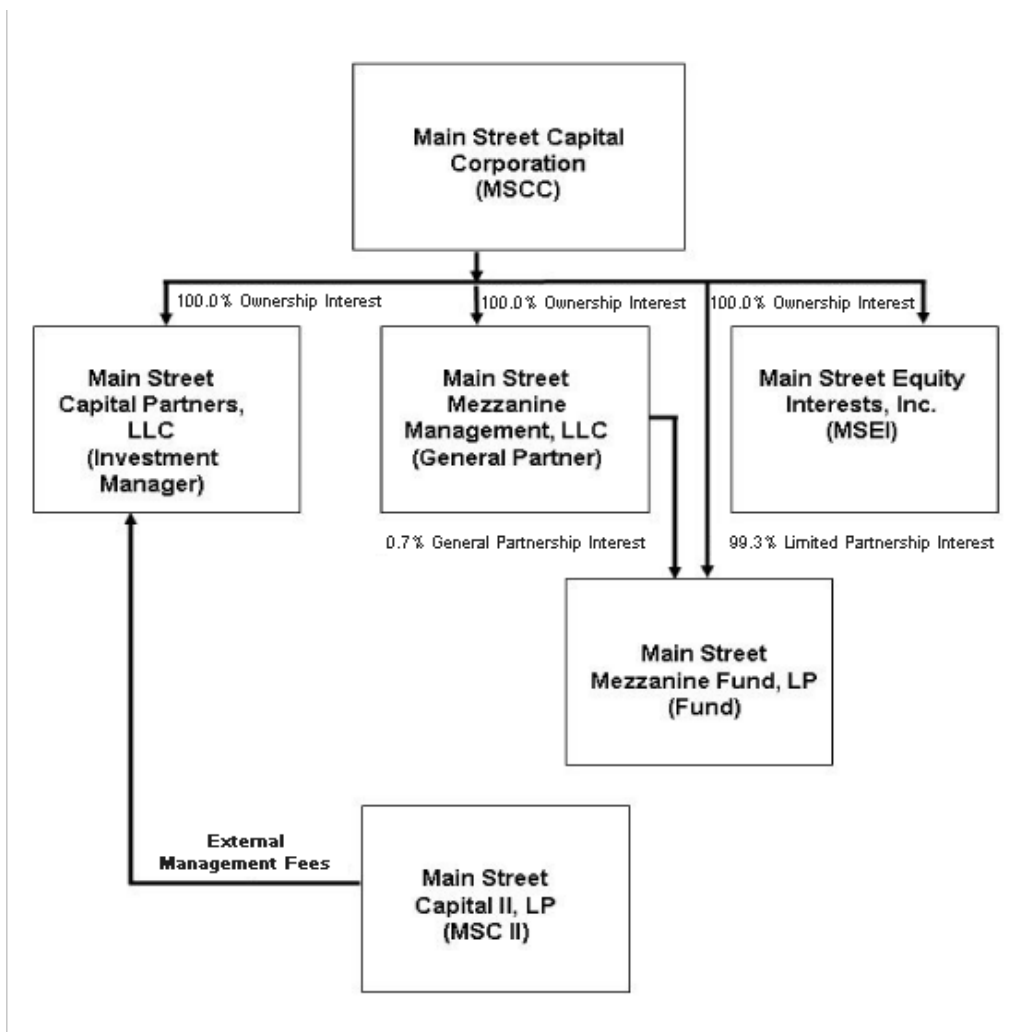 Main Street Capital
Corporation
(MSCC)
100.0% Ownership Interest
100.0% Ownership Interest
100.0% Ownership Interest
Main Street
Capital Partners,
LLC
(Investment
Manager)
Main Street
Mezzanine
Management, LLC
(General Partner)
Main Street Equity
Interests, Inc.
(MSEI)
0.7% General Partnership Interest
99.3% Limited Partnership Interest
Main Street
Mezzanine Fund, LP
(Fund)
External
Management Fees
Main Street
Capital II, LP
(MSC II)